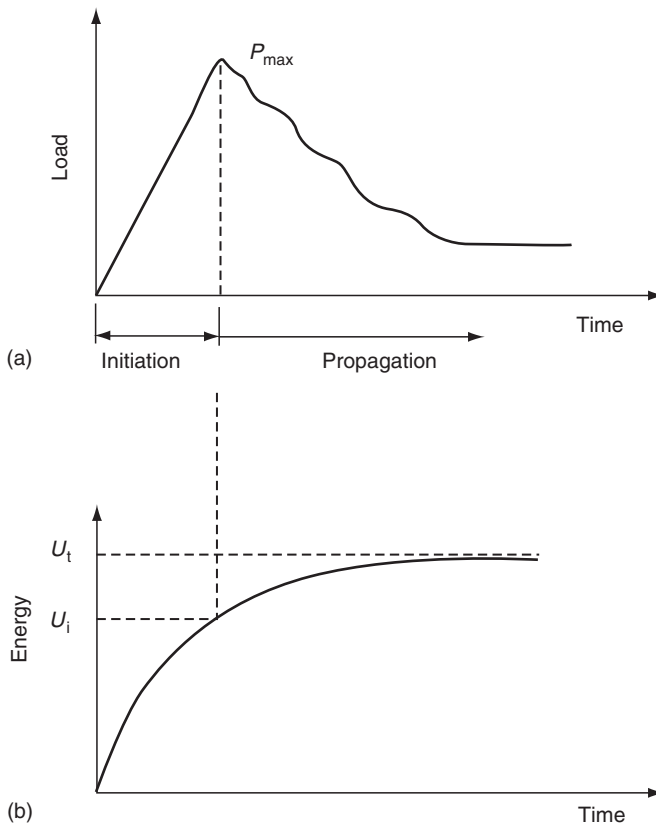 P_max
Load
Time
Initiation
Propagation
(a)
U_t
U_i
Energy
Time
(b)